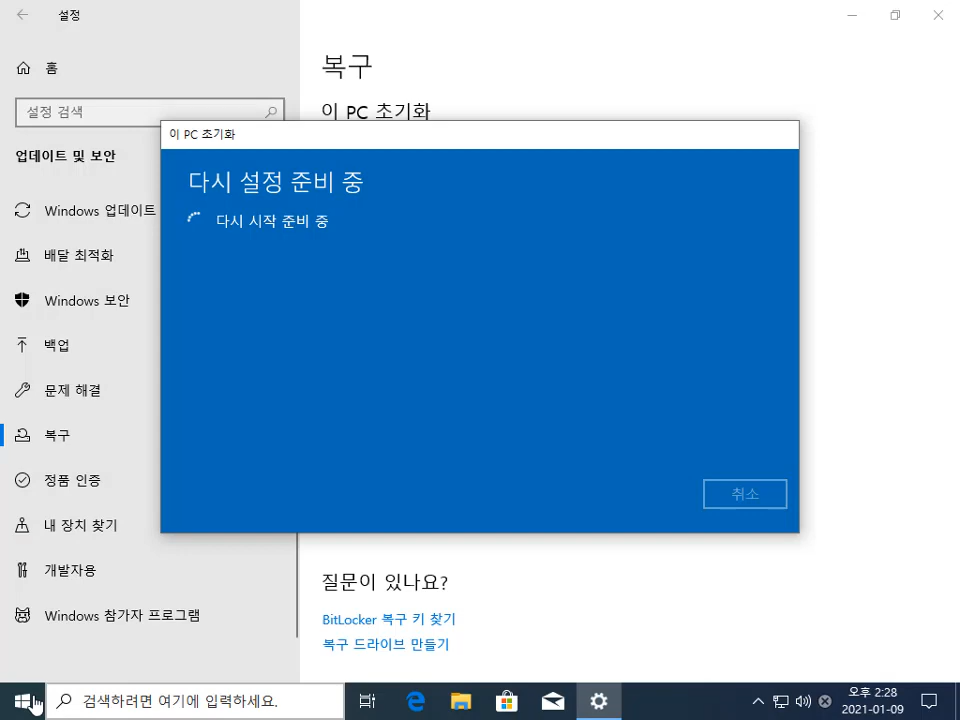 설정
홈
설정 검색
업데이트 및 보안
Windows 업데이트
배달 최적화
Windows 보안
백업
문제 해결
복구
정품 인증
내 장치 찾기
개발자용
Windows 참가자 프로그램
복구
이 PC 초기화
이 PC 초기화
다시 설정 준비 중
다시 시작 준비 중
취소
질문이 있나요?
BitLocker 복구 키 찾기
복구 드라이브 만들기
검색하려면 여기에 입력하세요.
오후 2:28
2021-01-09